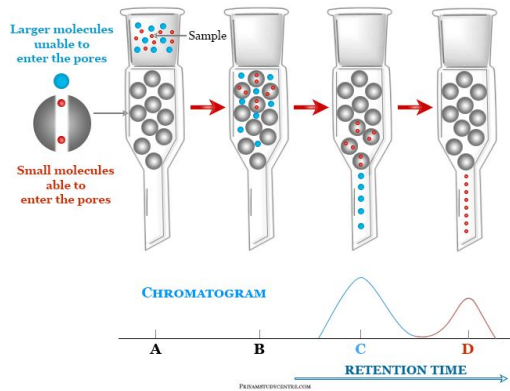 Larger molecules
unable to
enter the pores
Sample
Small molecules
able to
enter the pores
CHROMATOGRAM
A
B
C
D
RETENTION TIME
PRIYAMSTUDYCENTRE.COM